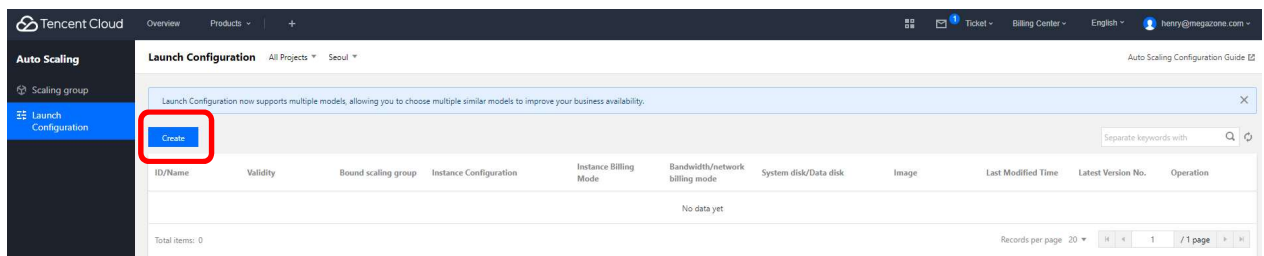 Tencent Cloud Overview Products + 1 Ticket Billing Center English henry@megazone.com
Auto Scaling
Launch Configuration All Projects Seoul Auto Scaling Configuration Guide
Scaling group
Launch Configuration now supports multiple models, allowing you to choose multiple similar models to improve your business availability.
Launch
Configuration
Create
Separate keywords with
ID/Name Validity Bound scaling group Instance Configuration Instance Billing Mode Bandwidth/network billing mode System disk/Data disk Image Last Modified Time Latest Version No. Operation
No data yet
Total items: 0
Records per page 20 1 / 1 page